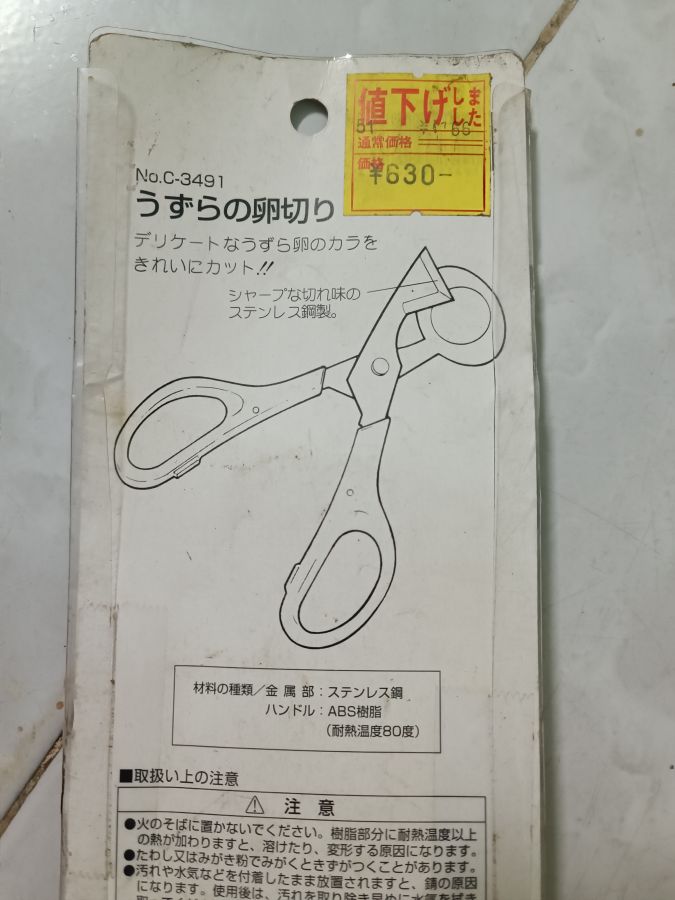 値下げしました
51
通常価格
価格
¥630-
No.C-3491
うずらの卵切り
デリケートなうずら卵のカラを
きれいにカット!!
シャープな切れ味の
ステンレス鋼製。
材料の種類/金属部:ステンレス鋼
ハンドル:ABS樹脂
(耐熱温度80度)
■取扱い上の注意
⚠ 注意
●火のそばに置かないでください。樹脂部分に耐熱温度以上
の熱が加わりますと、溶けたり、変形する原因になります。
●たわし又はみがき粉でみがくときずがつくことがあります。
●汚れや水気などを付着したまま放置されますと、錆の原因
になります。使用後は、汚れを取り除き早めに水気を拭き